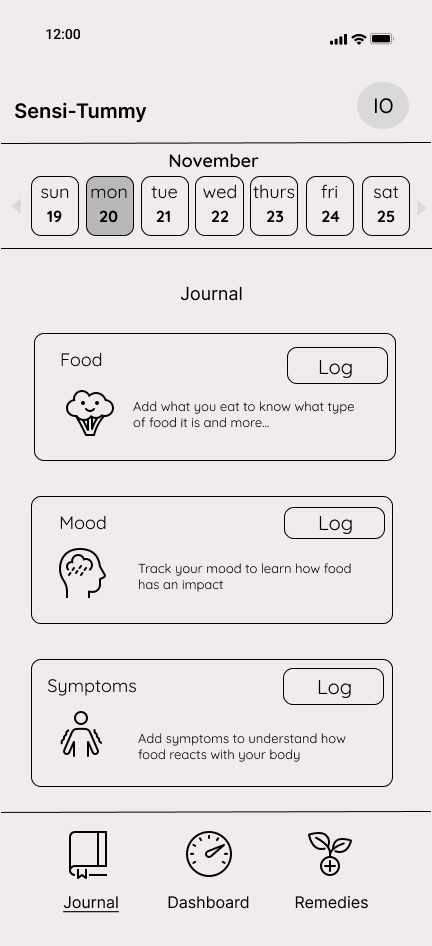 12:00
Sensi-Tummy
IO
November
sun mon tue wed thurs fri sat
19 20 21 22 23 24 25
Journal
Food
Log
Add what you eat to know what type
of food it is and more...
Mood
Log
Track your mood to learn how food
has an impact
Symptoms
Log
Add symptoms to understand how
food reacts with your body
Journal Dashboard Remedies